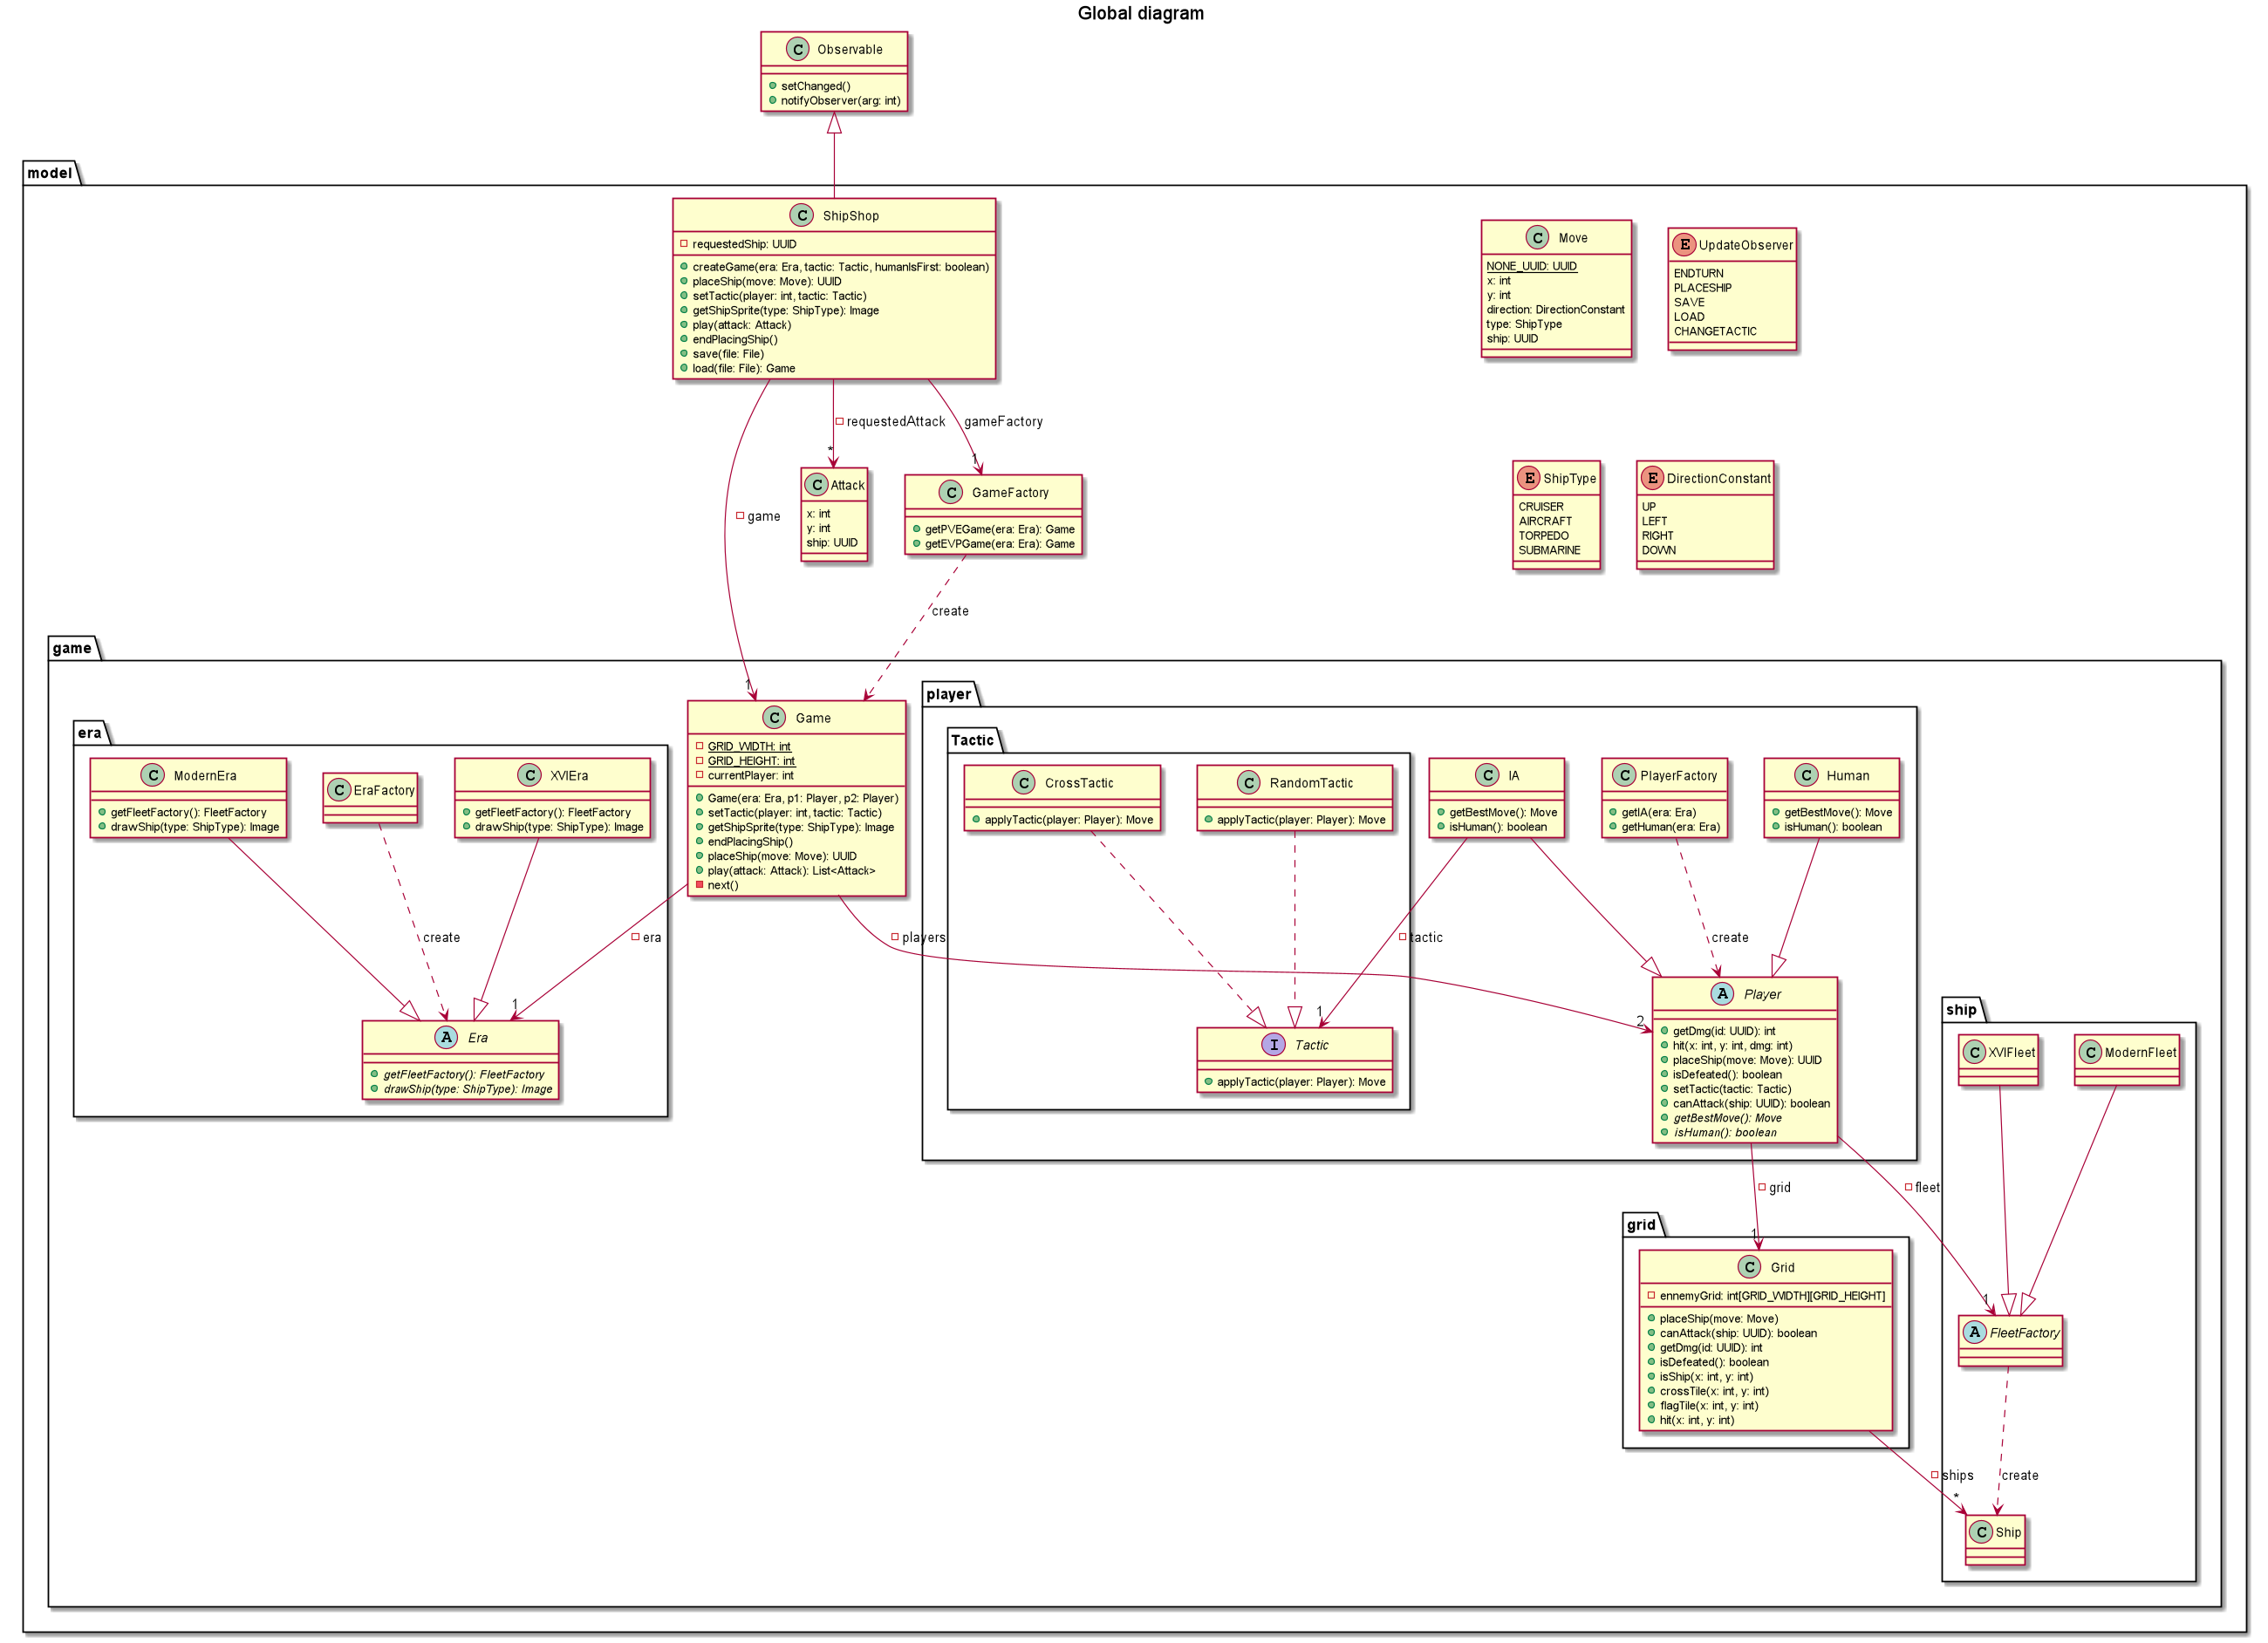 Global diagram
C Observable
setChanged()
notifyObserver(arg: int)
model
C ShipShop
requestedShip: UUID
createGame(era: Era, tactic: Tactic, humanIsFirst: boolean)
placeShip(move: Move): UUID
setTactic(player: int, tactic: Tactic)
getShipSprite(type: ShipType): Image
play(attack: Attack)
endPlacingShip()
save(file: File)
load(file: File): Game
C Move
NONE_UUID: UUID
x: int
y: int
direction: DirectionConstant
type: ShipType
ship: UUID
E UpdateObserver
ENDTURN
PLACESHIP
SAVE
LOAD
CHANGETACTIC
game
requestedAttack
gameFactory
*
1
1
C Attack
x: int
y: int
ship: UUID
C GameFactory
getPVEGame(era: Era): Game
getEVPGame(era: Era): Game
E ShipType
CRUISER
AIRCRAFT
TORPEDO
SUBMARINE
E DirectionConstant
UP
LEFT
RIGHT
DOWN
create
game
era
C ModernEra
getFleetFactory(): FleetFactory
drawShip(type: ShipType): Image
C EraFactory
C XVIEra
getFleetFactory(): FleetFactory
drawShip(type: ShipType): Image
create
era
1
A Era
getFleetFactory(): FleetFactory
drawShip(type: ShipType): Image
C Game
GRID_WIDTH: int
GRID_HEIGHT: int
currentPlayer: int
Game(era: Era, p1: Player, p2: Player)
setTactic(player: int, tactic: Tactic)
getShipSprite(type: ShipType): Image
endPlacingShip()
placeShip(move: Move): UUID
play(attack: Attack): List<Attack>
next()
players
2
player
Tactic
C CrossTactic
applyTactic(player: Player): Move
C RandomTactic
applyTactic(player: Player): Move
C IA
getBestMove(): Move
isHuman(): boolean
C PlayerFactory
getIA(era: Era)
getHuman(era: Era)
C Human
getBestMove(): Move
isHuman(): boolean
tactic
1
create
I Tactic
applyTactic(player: Player): Move
A Player
getDmg(id: UUID): int
hit(x: int, y: int, dmg: int)
placeShip(move: Move): UUID
isDefeated(): boolean
setTactic(tactic: Tactic)
canAttack(ship: UUID): boolean
getBestMove(): Move
isHuman(): boolean
grid
1
fleet
1
grid
C Grid
ennemyGrid: int[GRID_WIDTH][GRID_HEIGHT]
placeShip(move: Move)
canAttack(ship: UUID): boolean
getDmg(id: UUID): int
isDefeated(): boolean
isShip(x: int, y: int)
crossTile(x: int, y: int)
flagTile(x: int, y: int)
hit(x: int, y: int)
ship
C XVIFleet
C ModernFleet
A FleetFactory
ships
*
create
C Ship